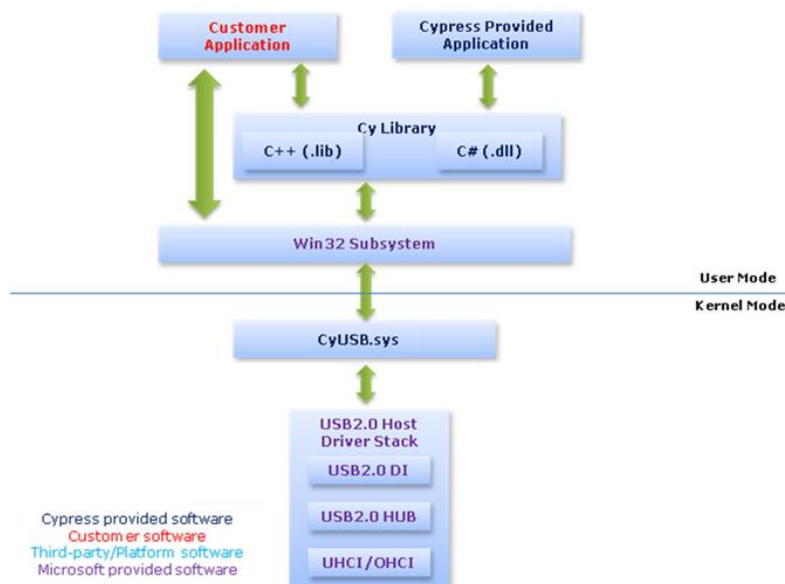 Customer
Application
Cypress Provided
Application
Cy Library
C++ (.lib)
C# (.dll)
Win32 Subsystem
User Mode
Kernel Mode
CyUSB.sys
USB2.0 Host
Driver Stack
USB2.0 DI
USB2.0 HUB
UHCI/OHCI
Cypress provided software
Customer software
Third-party/Platform software
Microsoft provided software